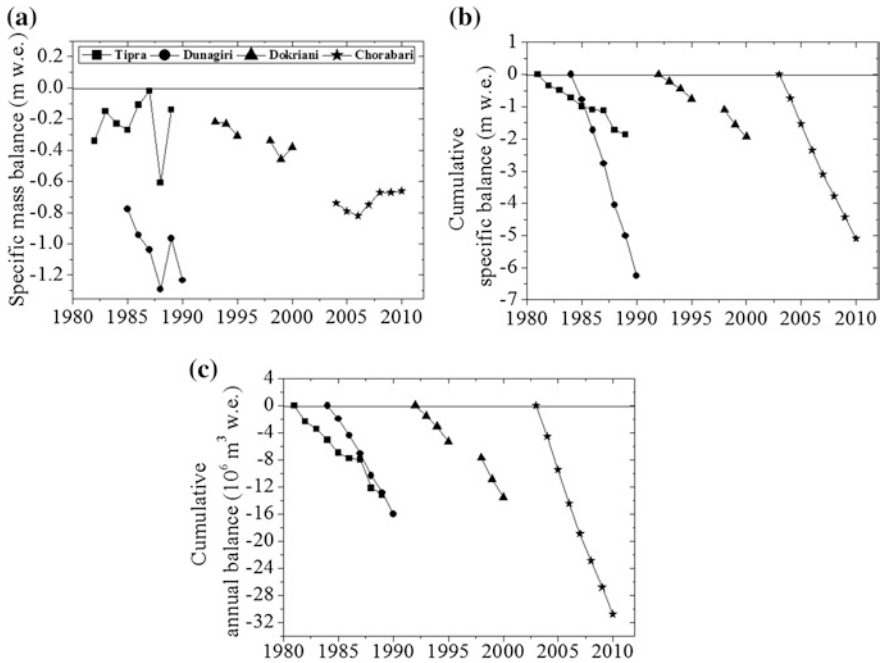 (a)
0.2
0.0
-0.2
-0.4
-0.6
-0.8
-1.0
-1.2
Specific mass balance (m w.e.)
Tipra Dunagiri Dokriani Chorabari
1980 1985 1990 1995 2000 2005 2010
(b)
1
0
-1
-2
-3
-4
-5
-6
-7
Cumulative
specific balance (m w.e.)
1980 1985 1990 1995 2000 2005 2010
(c)
4
0
-4
-8
-12
-16
-20
-24
-28
-32
Cumulative
annual balance (10⁶ m³ w.e.)
1980 1985 1990 1995 2000 2005 2010